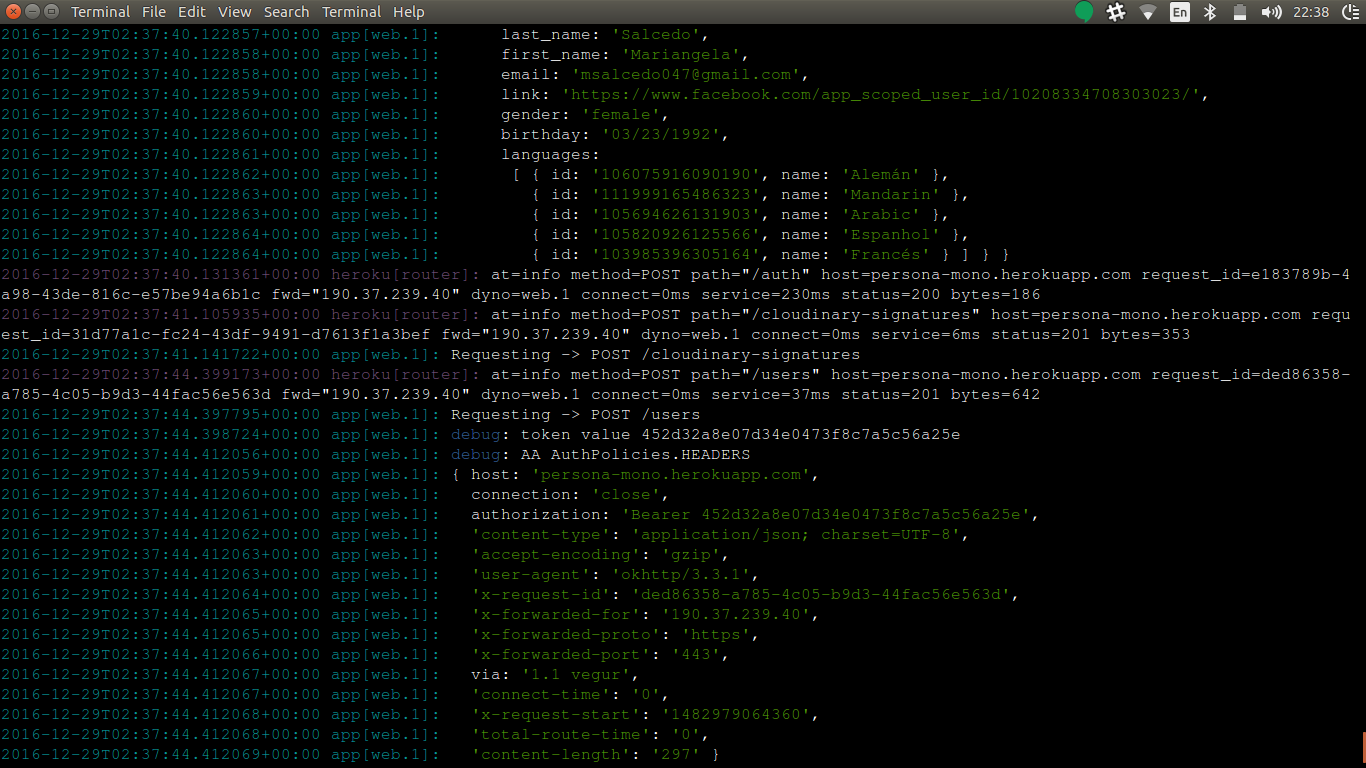 Terminal File Edit View Search Terminal Help En 22:38
2016-12-29T02:37:40.122857+00:00 app[web.1]: last_name: 'Salcedo',
2016-12-29T02:37:40.122858+00:00 app[web.1]: first_name: 'Mariangela',
2016-12-29T02:37:40.122858+00:00 app[web.1]: email: 'msalcedo047@gmail.com',
2016-12-29T02:37:40.122859+00:00 app[web.1]: link: 'https://www.facebook.com/app_scoped_user_id/10208334708303023/',
2016-12-29T02:37:40.122860+00:00 app[web.1]: gender: 'female',
2016-12-29T02:37:40.122860+00:00 app[web.1]: birthday: '03/23/1992',
2016-12-29T02:37:40.122861+00:00 app[web.1]: languages:
2016-12-29T02:37:40.122862+00:00 app[web.1]: [ { id: '106075916090190', name: 'Alemán' },
2016-12-29T02:37:40.122863+00:00 app[web.1]: { id: '111999165486323', name: 'Mandarin' },
2016-12-29T02:37:40.122863+00:00 app[web.1]: { id: '105694626131903', name: 'Arabic' },
2016-12-29T02:37:40.122864+00:00 app[web.1]: { id: '105820926125566', name: 'Espanhol' },
2016-12-29T02:37:40.122864+00:00 app[web.1]: { id: '103985396305164', name: 'Francés' } ] } }
2016-12-29T02:37:40.131361+00:00 heroku[router]: at=info method=POST path="/auth" host=persona-mono.herokuapp.com request_id=e183789b-4
a98-43de-816c-e57be94a6b1c fwd="190.37.239.40" dyno=web.1 connect=0ms service=230ms status=200 bytes=186
2016-12-29T02:37:41.105935+00:00 heroku[router]: at=info method=POST path="/cloudinary-signatures" host=persona-mono.herokuapp.com requ
est_id=31d77a1c-fc24-43df-9491-d7613f1a3bef fwd="190.37.239.40" dyno=web.1 connect=0ms service=6ms status=201 bytes=353
2016-12-29T02:37:41.141722+00:00 app[web.1]: Requesting -> POST /cloudinary-signatures
2016-12-29T02:37:44.399173+00:00 heroku[router]: at=info method=POST path="/users" host=persona-mono.herokuapp.com request_id=ded86358-
a785-4c05-b9d3-44fac56e563d fwd="190.37.239.40" dyno=web.1 connect=0ms service=37ms status=201 bytes=642
2016-12-29T02:37:44.397795+00:00 app[web.1]: Requesting -> POST /users
2016-12-29T02:37:44.398724+00:00 app[web.1]: debug: token value 452d32a8e07d34e0473f8c7a5c56a25e
2016-12-29T02:37:44.412056+00:00 app[web.1]: debug: AA AuthPolicies.HEADERS
2016-12-29T02:37:44.412059+00:00 app[web.1]: { host: 'persona-mono.herokuapp.com',
2016-12-29T02:37:44.412060+00:00 app[web.1]: connection: 'close',
2016-12-29T02:37:44.412061+00:00 app[web.1]: authorization: 'Bearer 452d32a8e07d34e0473f8c7a5c56a25e',
2016-12-29T02:37:44.412062+00:00 app[web.1]: 'content-type': 'application/json; charset=UTF-8',
2016-12-29T02:37:44.412063+00:00 app[web.1]: 'accept-encoding': 'gzip',
2016-12-29T02:37:44.412063+00:00 app[web.1]: 'user-agent': 'okhttp/3.3.1',
2016-12-29T02:37:44.412064+00:00 app[web.1]: 'x-request-id': 'ded86358-a785-4c05-b9d3-44fac56e563d',
2016-12-29T02:37:44.412065+00:00 app[web.1]: 'x-forwarded-for': '190.37.239.40',
2016-12-29T02:37:44.412065+00:00 app[web.1]: 'x-forwarded-proto': 'https',
2016-12-29T02:37:44.412066+00:00 app[web.1]: 'x-forwarded-port': '443',
2016-12-29T02:37:44.412067+00:00 app[web.1]: via: '1.1 vegur',
2016-12-29T02:37:44.412067+00:00 app[web.1]: 'connect-time': '0',
2016-12-29T02:37:44.412068+00:00 app[web.1]: 'x-request-start': '1482979064360',
2016-12-29T02:37:44.412068+00:00 app[web.1]: 'total-route-time': '0',
2016-12-29T02:37:44.412069+00:00 app[web.1]: 'content-length': '297' }